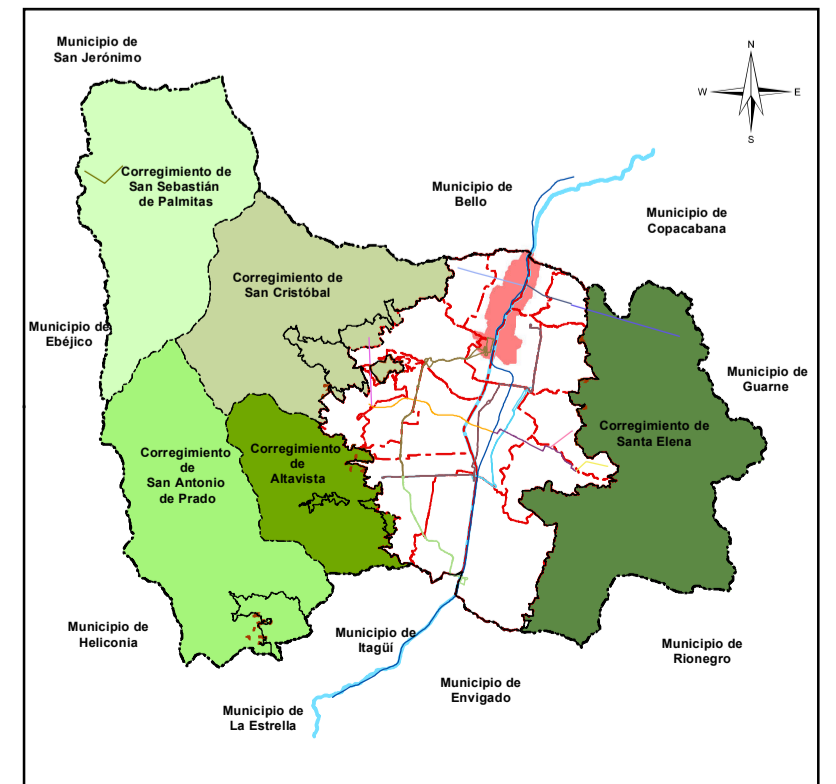 Municipio de
San Jerónimo
N
W
E
S
Corregimiento de
San Sebastián
de Palmitas
Municipio de
Bello
Municipio de
Copacabana
Corregimiento de
San Cristóbal
Municipio de
Ebéjico
Municipio de
Guarne
Corregimiento de
Santa Elena
Corregimiento
de
San Antonio
de Prado
Corregimiento
de
Altavista
Municipio de
Heliconia
Municipio de
Itagüí
Municipio de
Rionegro
Municipio de
Envigado
Municipio de
La Estrella